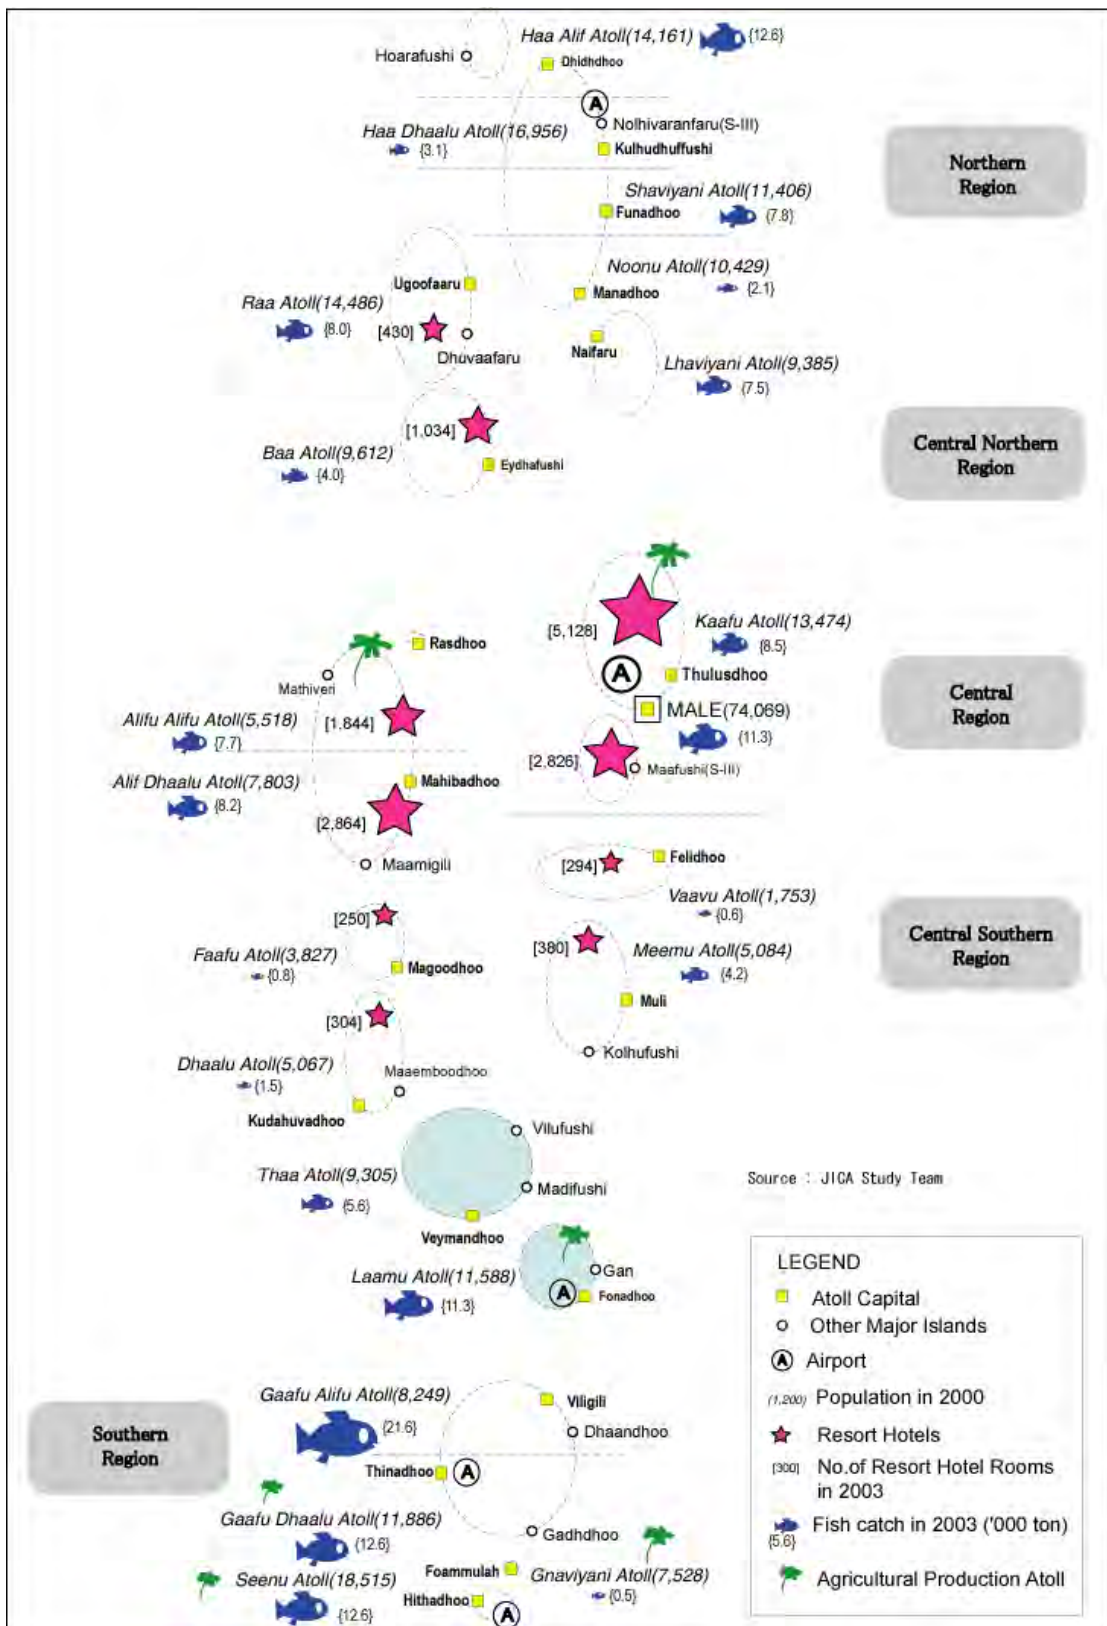 Haa Alif Atoll(14,161)
{12.6}
Hoarafushi
Dhidhdhoo
A
Nolhivaranfaru(S-III)
Haa Dhaalu Atoll(16,956)
{3.1}
Kulhudhuffushi
Northern
Region
Shaviyani Atoll(11,406)
{7.8}
Funadhoo
Noonu Atoll(10,429)
{2.1}
Manadhoo
Ugoofaaru
Raa Atoll(14,486)
{8.0}
[430]
Dhuvaafaru
Naifaru
Lhaviyani Atoll(9,385)
{7.5}
[1,034]
Baa Atoll(9,612)
{4.0}
Eydhafushi
Central Northern
Region
[5,128]
Kaafu Atoll(13,474)
{8.5}
A
Thulusdhoo
MALE(74,069)
{11.3}
[2,826]
Maafushi(S-III)
Central
Region
Rasdhoo
Mathiveri
Alifu Alifu Atoll(5,518)
{7.7}
[1,844]
Alif Dhaalu Atoll(7,803)
{8.2}
Mahibadhoo
[2,864]
Maamigili
[294]
Felidhoo
Vaavu Atoll(1,753)
{0.6}
[250]
Faafu Atoll(3,827)
{0.8}
Magoodhoo
[380]
Meemu Atoll(5,084)
{4.2}
Muli
Kolhufushi
Central Southern
Region
[304]
Dhaalu Atoll(5,067)
{1.5}
Maaemboodhoo
Kudahuvadhoo
Vilufushi
Thaa Atoll(9,305)
{5.6}
Madifushi
Veymandhoo
Source : JICA Study Team
Laamu Atoll(11,588)
{11.3}
Gan
A
Fonadhoo
Gaafu Alifu Atoll(8,249)
{21.6}
Viligili
Dhaandhoo
Southern
Region
Thinadhoo
A
Gaafu Dhaalu Atoll(11,886)
{12.6}
Gadhdhoo
Foammulah
Gnaviyani Atoll(7,528)
{0.5}
Seenu Atoll(18,515)
{12.6}
Hithadhoo
A
LEGEND
Atoll Capital
Other Major Islands
A Airport
(1,200) Population in 2000
Resort Hotels
[300] No.of Resort Hotel Rooms
in 2003
Fish catch in 2003 ('000 ton)
{5.6}
Agricultural Production Atoll